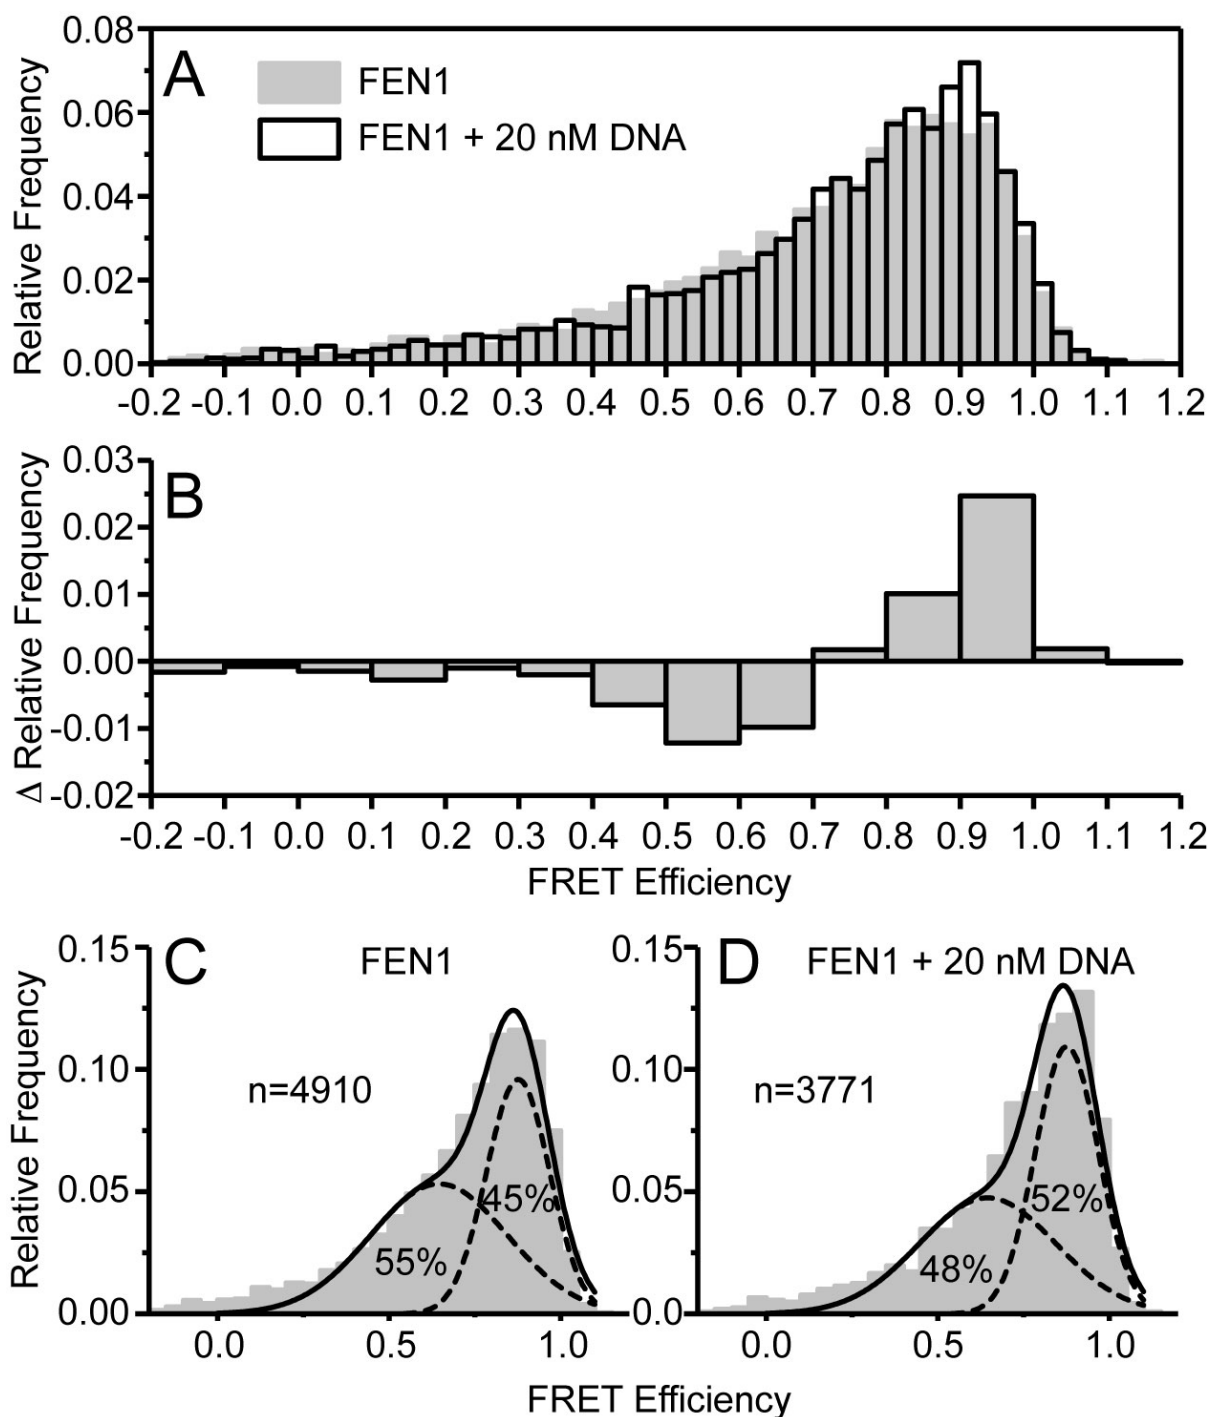 A
FEN1
FEN1 + 20 nM DNA
Relative Frequency
0.08
0.06
0.04
0.02
0.00
-0.2 -0.1 0.0 0.1 0.2 0.3 0.4 0.5 0.6 0.7 0.8 0.9 1.0 1.1 1.2
B
Δ Relative Frequency
0.03
0.02
0.01
0.00
-0.01
-0.02
-0.2 -0.1 0.0 0.1 0.2 0.3 0.4 0.5 0.6 0.7 0.8 0.9 1.0 1.1 1.2
FRET Efficiency
C
FEN1
Relative Frequency
0.15
0.10
0.05
0.00
n=4910
45%
55%
0.0 0.5 1.0
D
FEN1 + 20 nM DNA
0.15
0.10
0.05
0.0
n=3771
52%
48%
0.0 0.5 1.0
FRET Efficiency